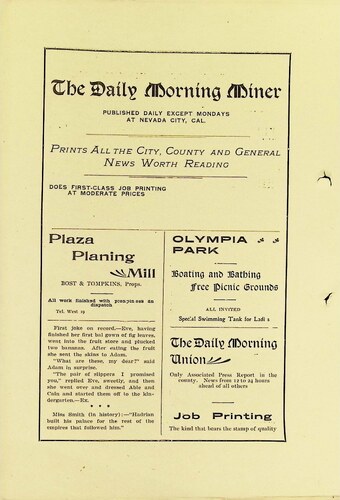 The Daily Morning Miner
PUBLISHED DAILY EXCEPT MONDAYS
AT NEVADA CITY, CAL.
PRINTS ALL THE CITY, COUNTY AND GENERAL
NEWS WORTH READING
DOES FIRST-CLASS JOB PRINTING
AT MODERATE PRICES
Plaza
Planing
Mill
BOST & TOMPKINS, Props.
All work finished with promptness an
dispatch
Tel. West 19
First joke on record.—Eve, having
finished her first bal gown of fig leaves,
went into the fruit store and plucked
two bananas. After eating the fruit
she sent the skins to Adam.
"What are these, my dear?" said
Adam in surprise.
"The pair of slippers I promised
you," replied Eve, sweetly, and then
she went over and dressed Able and
Cain and started them off to the kin-
dergarten.—Ex.
* * *
Miss Smith (in history):—"Hadrian
built his palace for the rest of the
empires that followed him."
OLYMPIA
PARK
Boating and Bathing
Free Picnic Grounds
ALL INVITED
Special Swimming Tank for
The Daily Morning
Union
Only Associated Press Report in the
county. News from 12 to 24 hours
ahead of all others
Job Printing
The kind that bears the stamp of quality